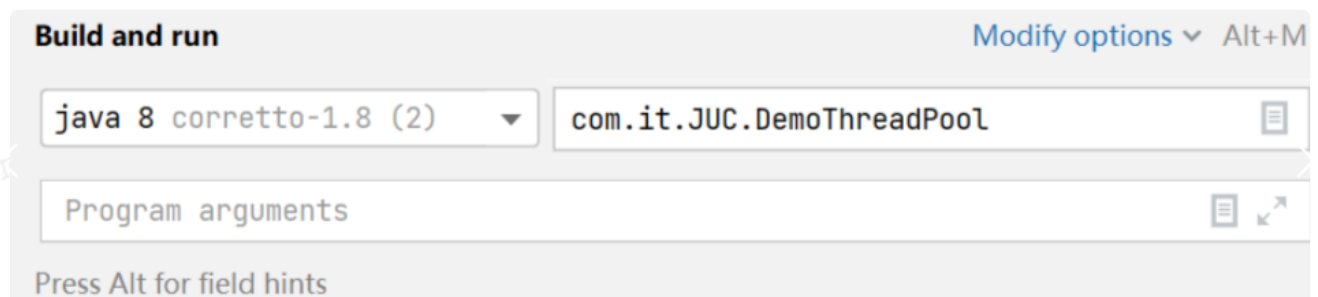 Build and run Modify options Alt+M
java 8 corretto-1.8 (2) com.it.JUC.DemoThreadPool
Program arguments
Press Alt for field hints